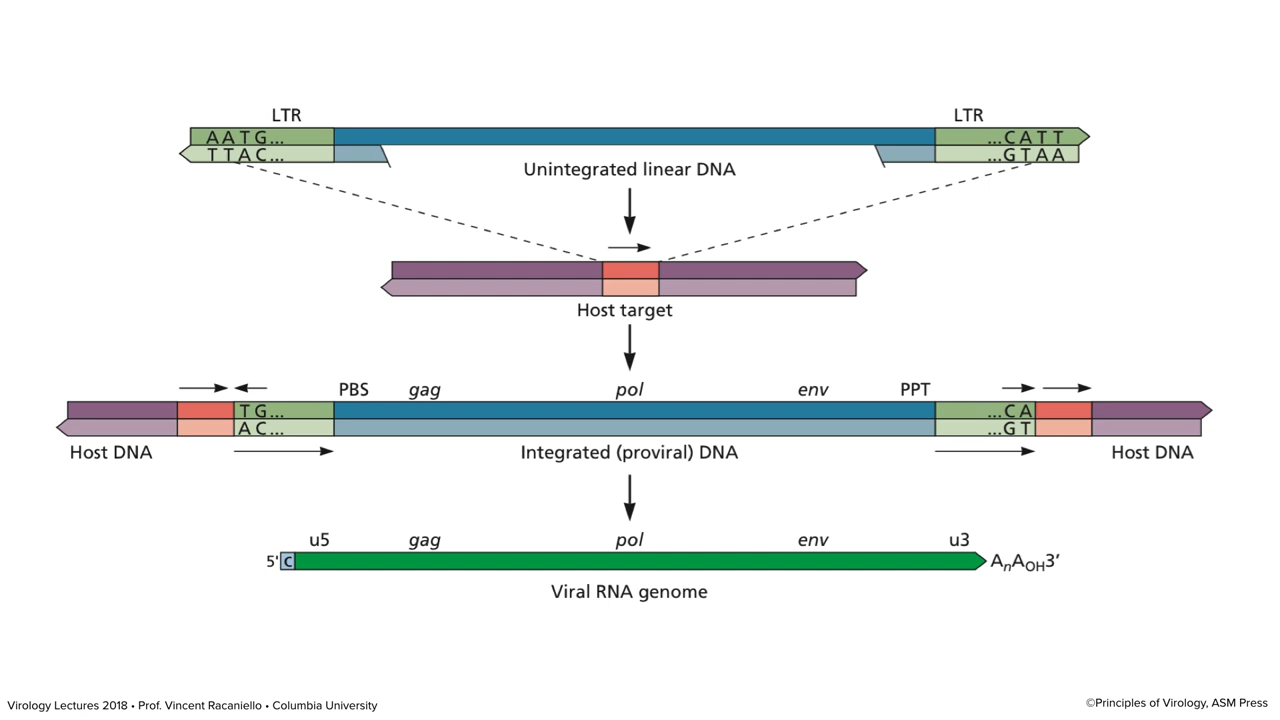 LTR LTR
AATG... ...CATT
TTAC... ...GTAA
Unintegrated linear DNA
Host target
PBS gag pol env PPT
TG... ...CA
AC... ...GT
Host DNA Integrated (proviral) DNA Host DNA
u5 gag pol env u3
5' C AnAOH3′
Viral RNA genome
Virology Lectures 2018 • Prof. Vincent Racaniello • Columbia University
©Principles of Virology, ASM Press